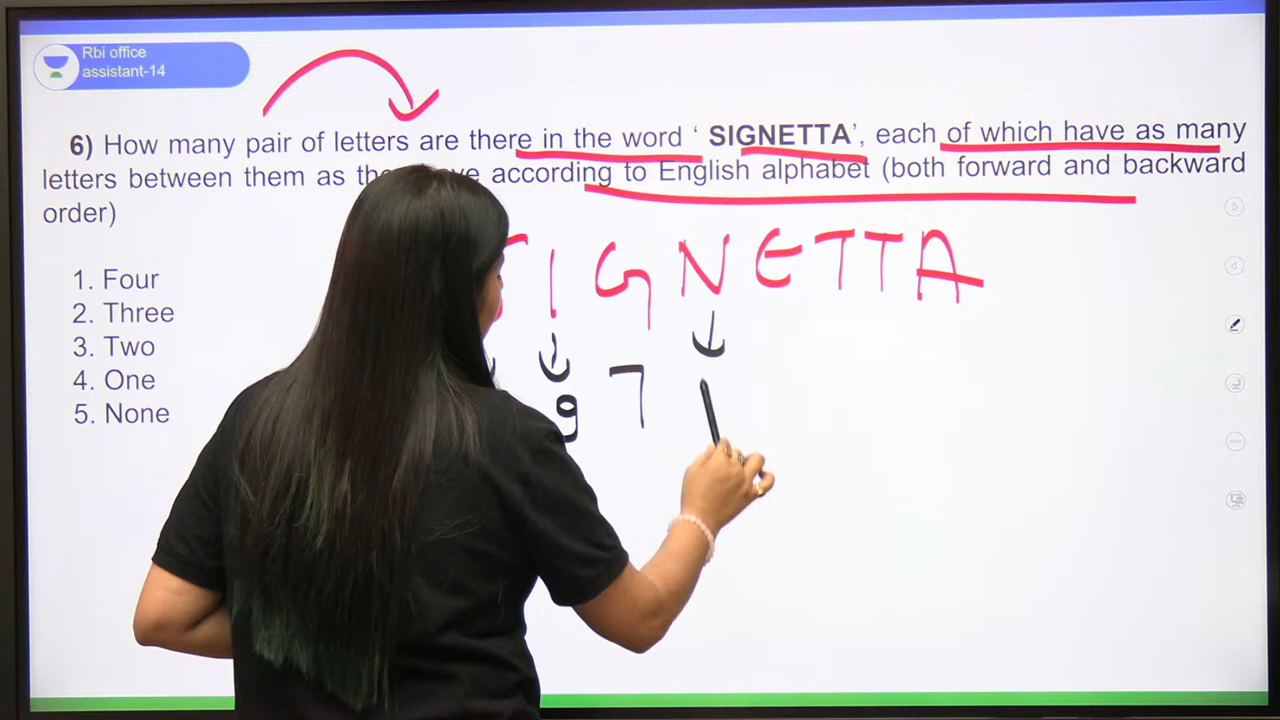 Rbi office
assistant-14
6) How many pair of letters are there in the word ‘ SIGNETTA’, each of which have as many
letters between them as according to English alphabet (both forward and backward
order)
IGNETTA
9 7
1. Four
2. Three
3. Two
4. One
5. None